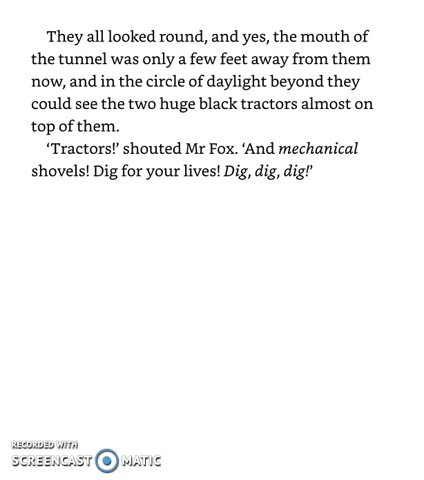 They all looked round, and yes, the mouth of
the tunnel was only a few feet away from them
now, and in the circle of daylight beyond they
could see the two huge black tractors almost on
top of them.
‘Tractors!’ shouted Mr Fox. ‘And mechanical
shovels! Dig for your lives! Dig, dig, dig!’
RECORDED WITH
SCREENCAST MATIC